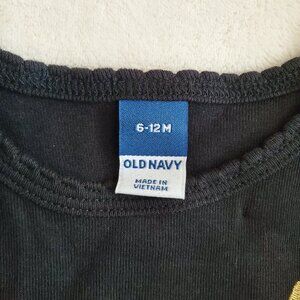 6-12 M
OLD NAVY
MADE IN
VIETNAM